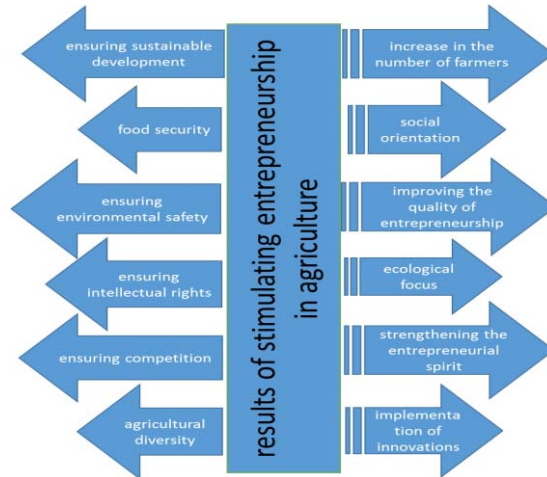 ensuring sustainable
development
food security
ensuring
environmental safety
ensuring
intellectual rights
ensuring competition
agricultural
diversity
results of stimulating entrepreneurship
in agriculture
increase in the
number of farmers
social
orientation
improving the
quality of
entrepreneurship
ecological
focus
strengthening the
entrepreneurial
spirit
implementa
tion of
innovations